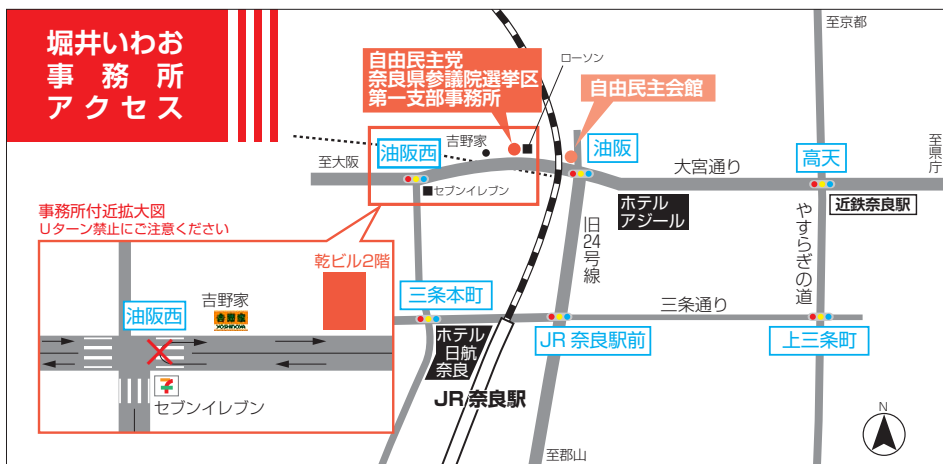 堀井いわお
事務所
アクセス
自由民主党
奈良県参議院選挙区
第一支部事務所
ローソン
自由民主会館
至京都
吉野家
油阪西
油阪
至大阪
大宮通り
高天
至県庁
セブンイレブン
ホテル
アジール
近鉄奈良駅
旧24号線
やすらぎの道
事務所付近拡大図
Uターン禁止にご注意ください
乾ビル2階
吉野家
油阪西
吉野家
YOSHINOYA
7
セブンイレブン
三条本町
三条通り
ホテル
日航
奈良
JR奈良駅前
上三条町
JR奈良駅
至郡山
N